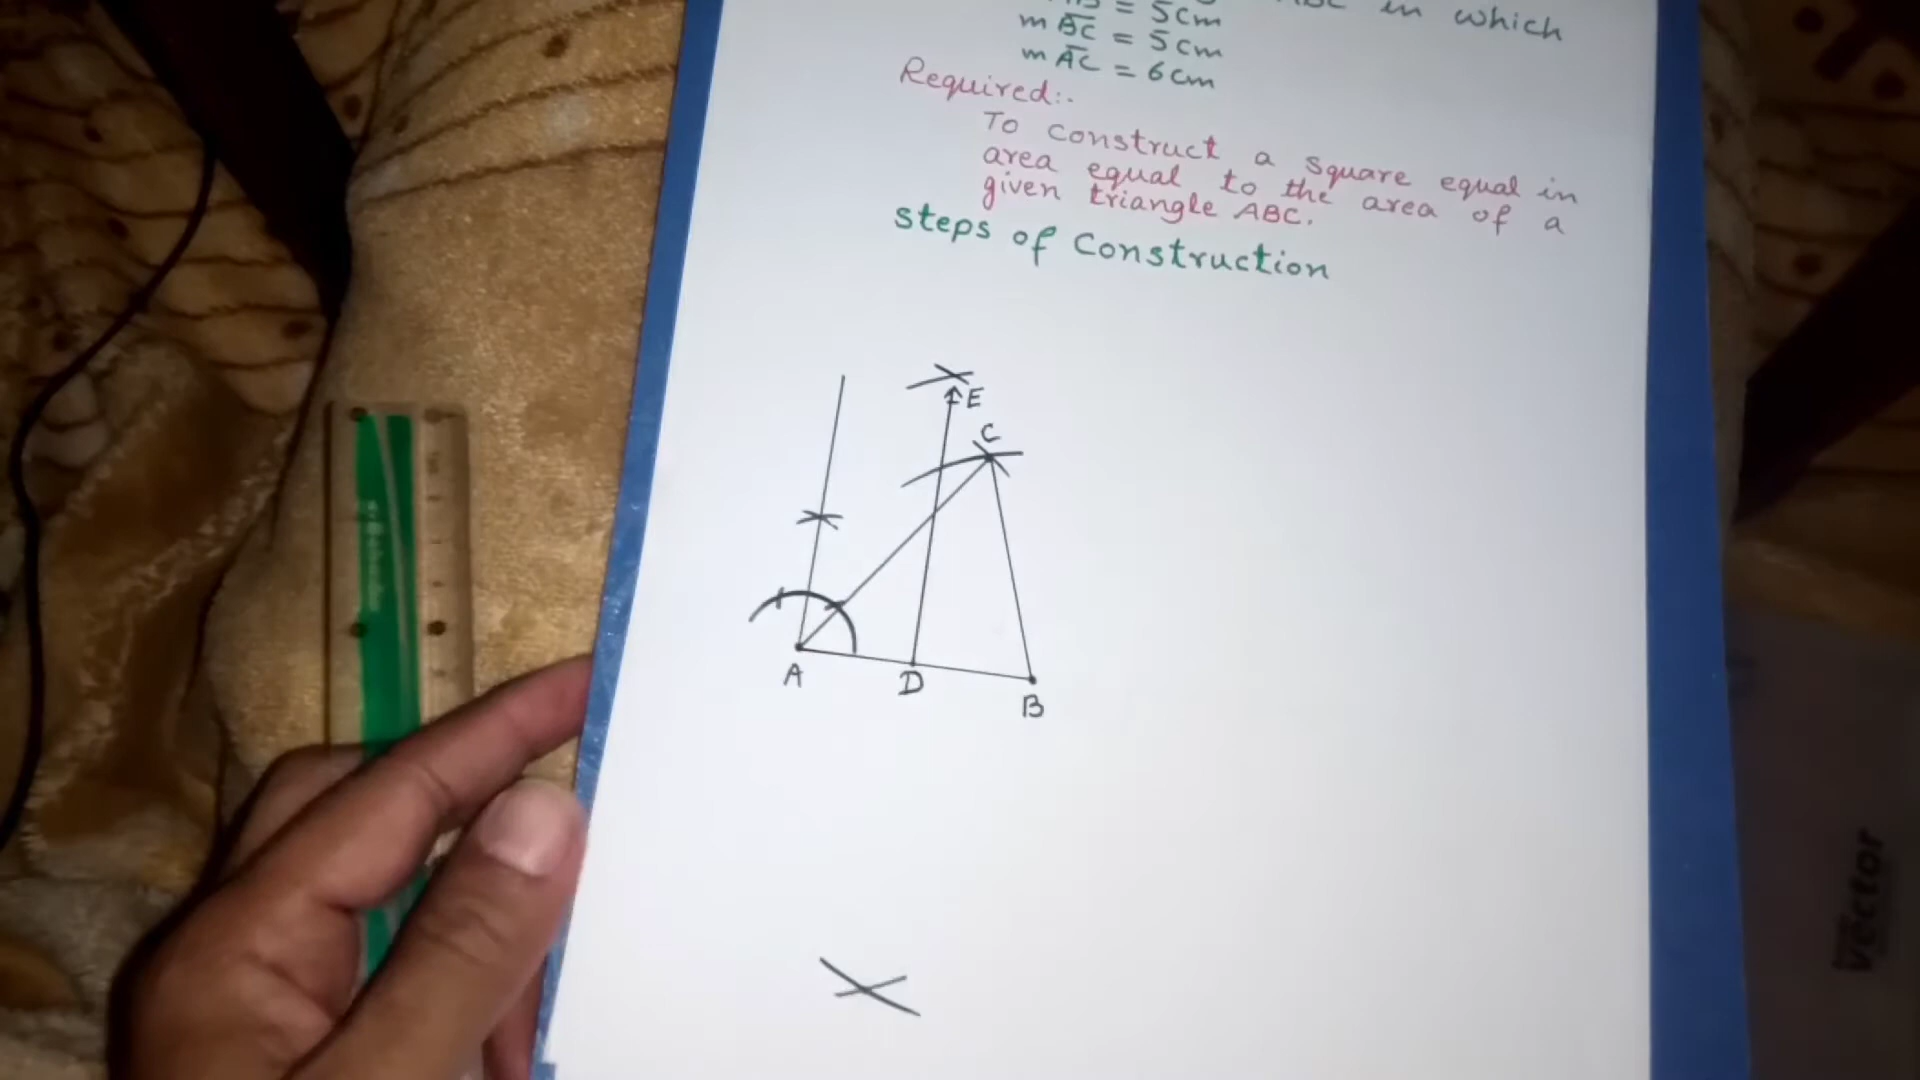 in which
= 5cm
m BC = 5cm
m AC = 6cm
Required:-
To construct a square equal in
area equal to the area of a
given triangle ABC.
Steps of Construction
E
C
A
D
B
Vector